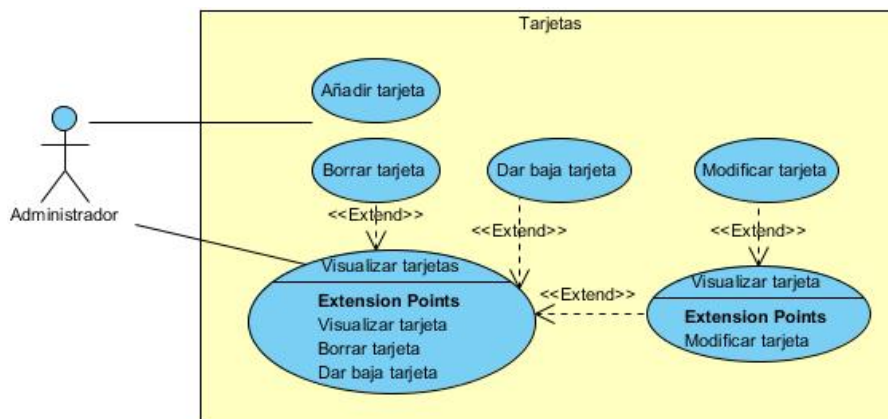 Tarjetas
Añadir tarjeta
Borrar tarjeta
Dar baja tarjeta
Modificar tarjeta
Administrador
<<Extend>>
<<Extend>>
<<Extend>>
Visualizar tarjetas
Extension Points
Visualizar tarjeta
Borrar tarjeta
Dar baja tarjeta
<<Extend>>
Visualizar tarjeta
Extension Points
Modificar tarjeta